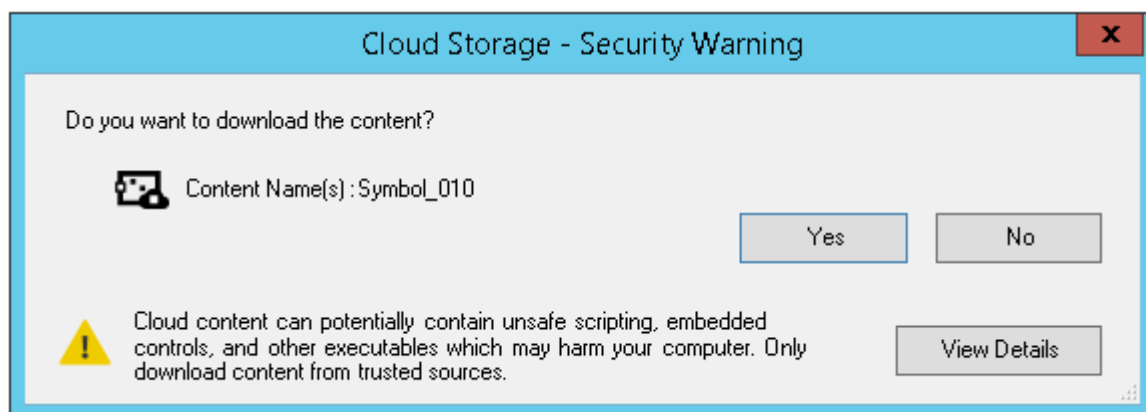 Cloud Storage - Security Warning
x
Do you want to download the content?
Content Name(s) : Symbol_010
Yes
No
Cloud content can potentially contain unsafe scripting, embedded
controls, and other executables which may harm your computer. Only
download content from trusted sources.
View Details